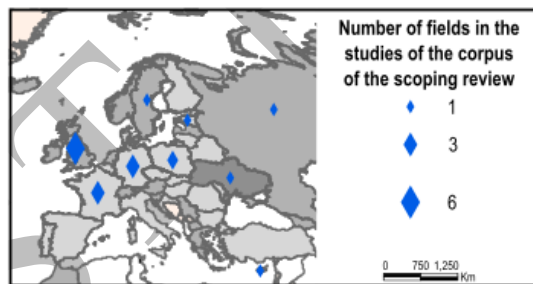 Number of fields in the
studies of the corpus
of the scoping review
1
3
6
0 750 1,250
Km